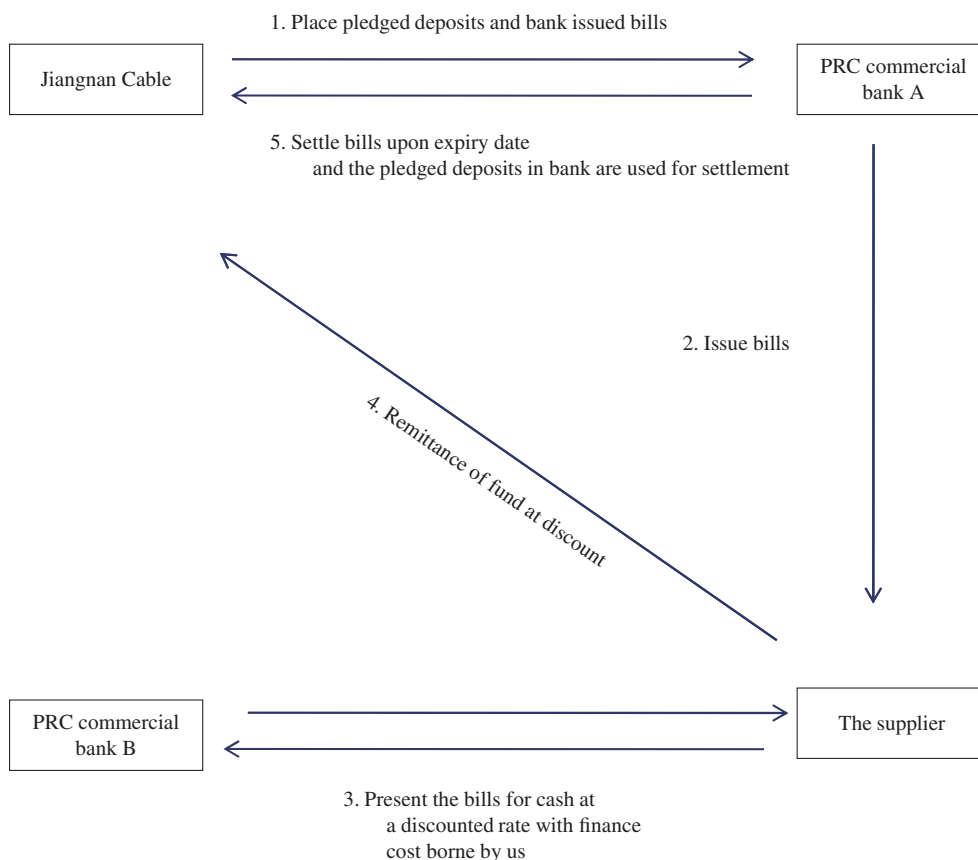 1. Place pledged deposits and bank issued bills
Jiangnan Cable
PRC commercial
bank A
5. Settle bills upon expiry date
and the pledged deposits in bank are used for settlement
2. Issue bills
4. Remittance of fund at discount
PRC commercial
bank B
The supplier
3. Present the bills for cash at
a discounted rate with finance
cost borne by us